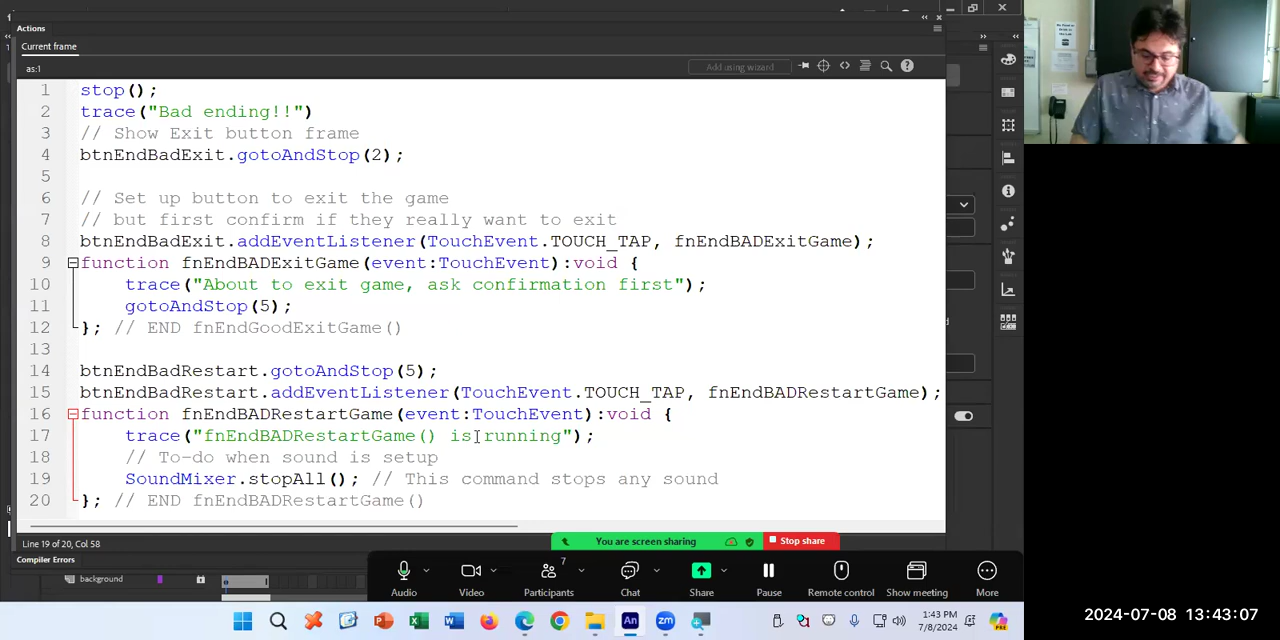 Actions
Current frame
as:1
Add using wizard
1 stop();
2 trace("Bad ending!!")
3 // Show Exit button frame
4 btnEndBadExit.gotoAndStop(2);
5
6 // Set up button to exit the game
7 // but first confirm if they really want to exit
8 btnEndBadExit.addEventListener(TouchEvent.TOUCH_TAP, fnEndBADExitGame);
9 function fnEndBADExitGame(event:TouchEvent):void {
10 trace("About to exit game, ask confirmation first");
11 gotoAndStop(5);
12 }; // END fnEndGoodExitGame()
13
14 btnEndBadRestart.gotoAndStop(5);
15 btnEndBadRestart.addEventListener(TouchEvent.TOUCH_TAP, fnEndBADRestartGame);
16 function fnEndBADRestartGame(event:TouchEvent):void {
17 trace("fnEndBADRestartGame() is running");
18 // To-do when sound is setup
19 SoundMixer.stopAll(); // This command stops any sound
20 }; // END fnEndBADRestartGame()
Line 19 of 20, Col 58
You are screen sharing
Stop share
Compiler Errors
background
7
Audio
Video
Participants
Chat
Share
Pause
Remote control
Show meeting
More
An
zm
1:43 PM
7/8/2024
PRE
2024-07-08 13:43:07